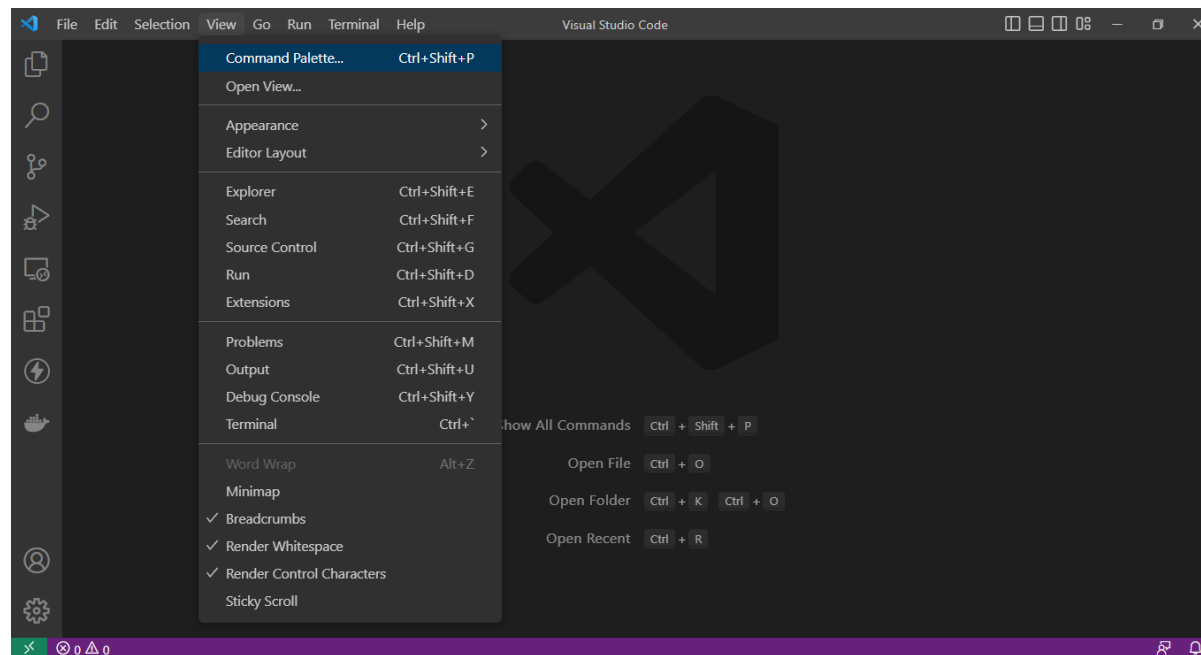 File Edit Selection View Go Run Terminal Help Visual Studio Code
Command Palette... Ctrl+Shift+P
Open View...
Appearance
Editor Layout
Explorer Ctrl+Shift+E
Search Ctrl+Shift+F
Source Control Ctrl+Shift+G
Run Ctrl+Shift+D
Extensions Ctrl+Shift+X
Problems Ctrl+Shift+M
Output Ctrl+Shift+U
Debug Console Ctrl+Shift+Y
Terminal Ctrl+`
Word Wrap Alt+Z
Minimap
Breadcrumbs
Render Whitespace
Render Control Characters
Sticky Scroll
Show All Commands Ctrl + Shift + P
Open File Ctrl + O
Open Folder Ctrl + K Ctrl + O
Open Recent Ctrl + R
0 0